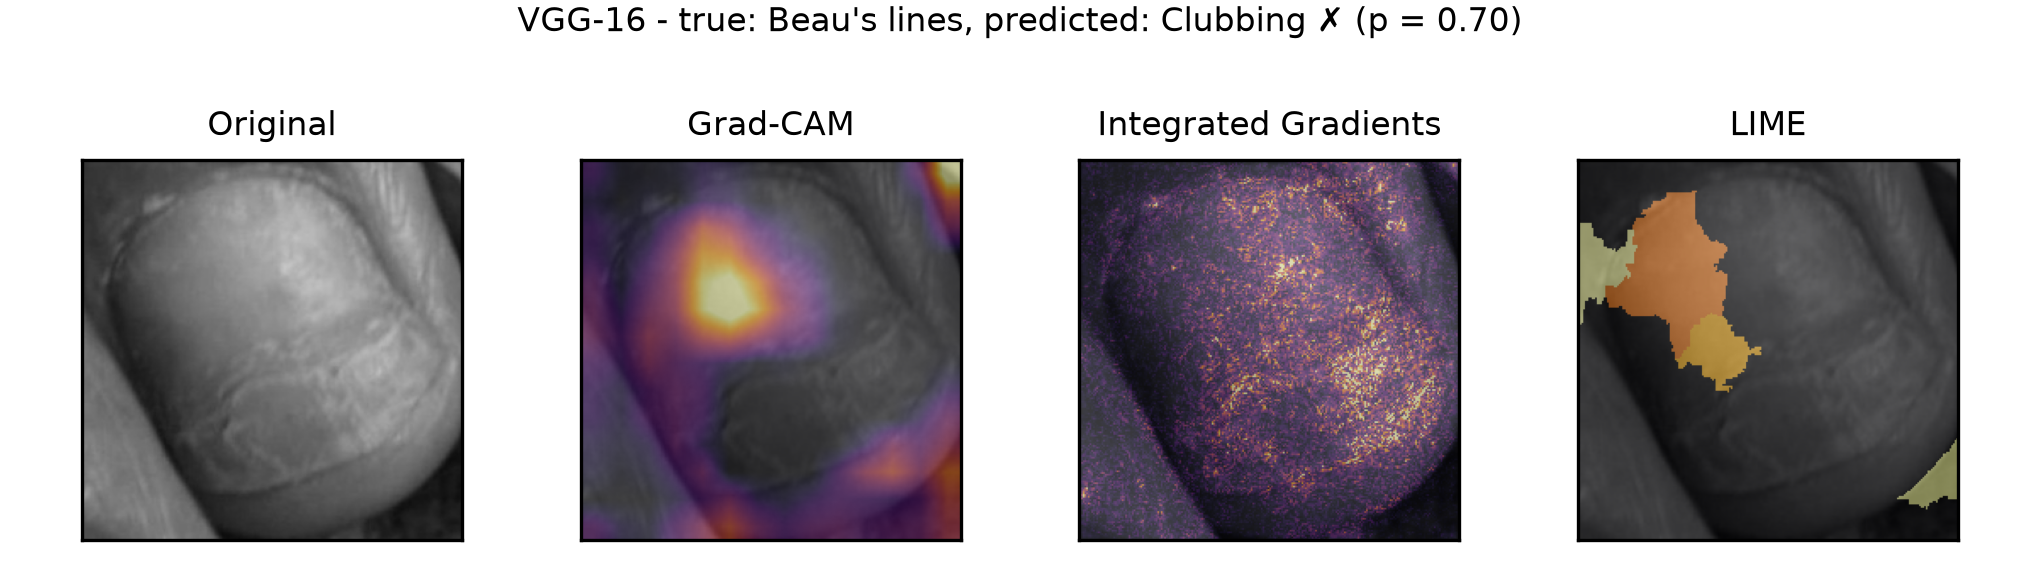 VGG-16 - true: Beau's lines, predicted: Clubbing ✗ (p = 0.70)
Original
Grad-CAM
Integrated Gradients
LIME